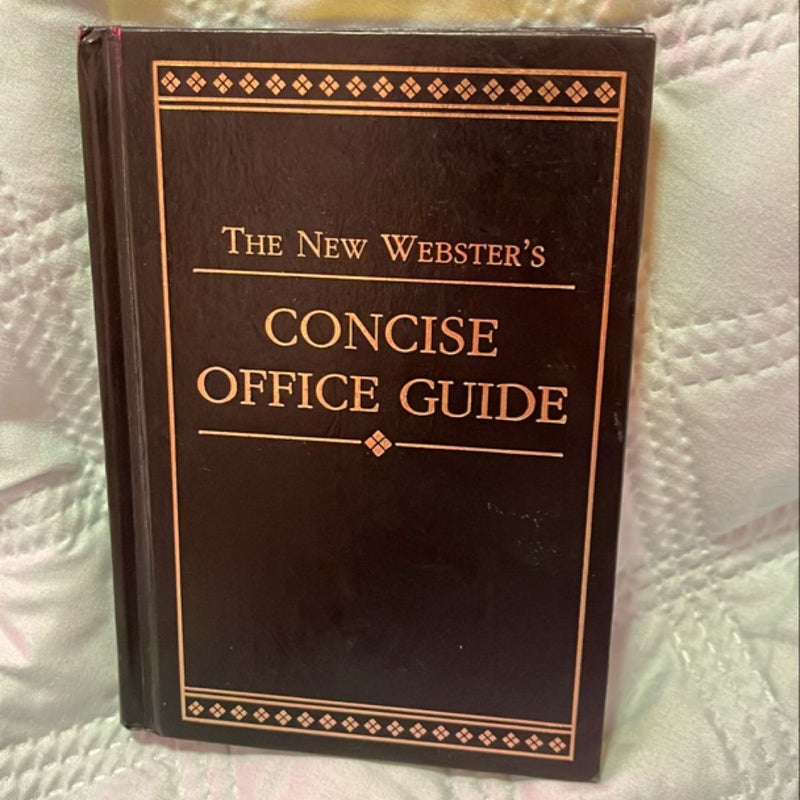 The New Webster's
CONCISE
OFFICE GUIDE